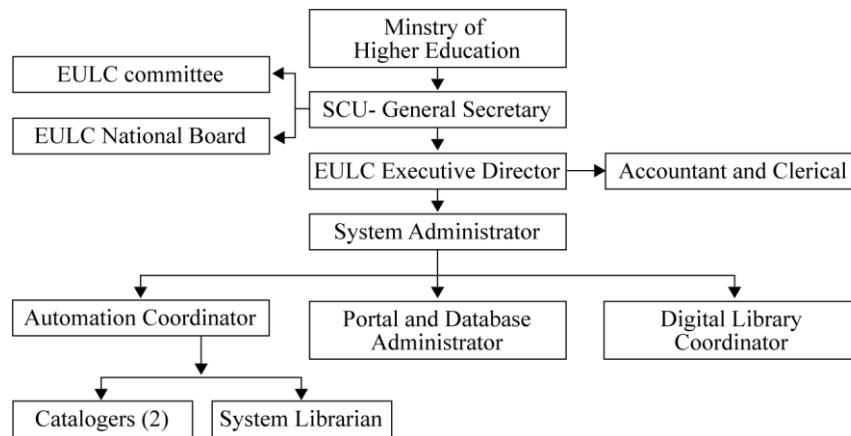 Minstry of
Higher Education
EULC committee
SCU- General Secretary
EULC National Board
EULC Executive Director
Accountant and Clerical
System Administrator
Automation Coordinator
Portal and Database
Administrator
Digital Library
Coordinator
Catalogers (2)
System Librarian